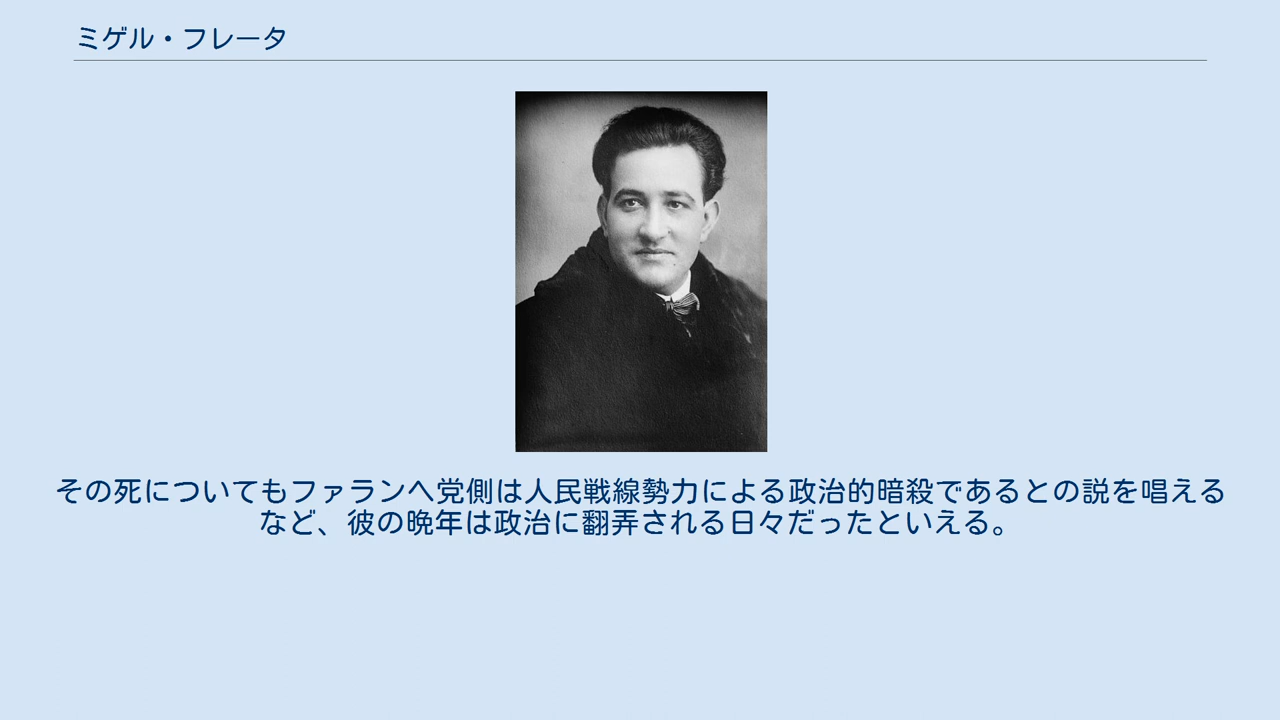 ミゲル・フレータ
その死についてもファランヘ党側は人民戦線勢力による政治的暗殺であるとの説を唱える
など、彼の晩年は政治に翻弄される日々だったといえる。